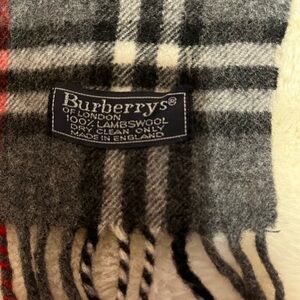 Burberrys®
OF LONDON
100% LAMBSWOOL
DRY CLEAN ONLY
MADE IN ENGLAND